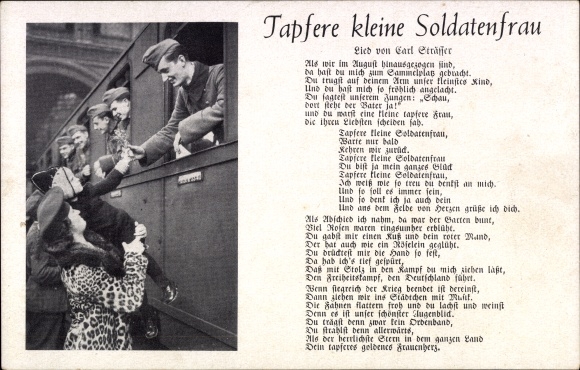 Tapfere kleine Soldatenfrau
Lied von Carl Sträßer
Als wir im August hinausgezogen sind,
da hast du mich zum Sammelplatz gebracht.
Du trugst auf deinem Arm unser kleinstes Kind,
Und du hast mich so fröhlich angelacht.
Du sagtest unserem Jungen: „Schau,
dort steht der Vater ja!"
und du warst eine kleine tapfere Frau,
die ihren Liebsten scheiden sah.
Tapfere kleine Soldatenfrau,
Warte nur bald
Kehren wir zurück.
Tapfere kleine Soldatenfrau
Du bist ja mein ganzes Glück
Tapfere kleine Soldatenfrau,
Ich weiß wie so treu du denkst an mich.
Und so soll es immer sein,
Und so denk ich ja auch dein
Und aus dem Felde von Herzen grüße ich dich.
Als Abschied ich nahm, da war der Garten bunt,
Viel Rosen waren ringsumher erblüht.
Du gabst mir einen Kuß und dein roter Mund,
Der hat auch wie ein Röselein geglüht.
Du drücktest mir die Hand so fest,
Da hab ich's tief gespürt,
Daß mit Stolz in den Kampf du mich ziehen läßt,
Den Freiheitskampf, den Deutschland führt.
Wenn siegreich der Krieg beendet ist dereinst,
Dann ziehen wir ins Städtchen mit Musik.
Die Fahnen flattern froh und du lachst und weinst
Denn es ist unser schönster Augenblick.
Du trägst denn zwar kein Ordenband,
Du strahlst denn allerwärts,
Als der herrlichste Stern in dem ganzen Land
Dein tapferes goldenes Frauenherz.